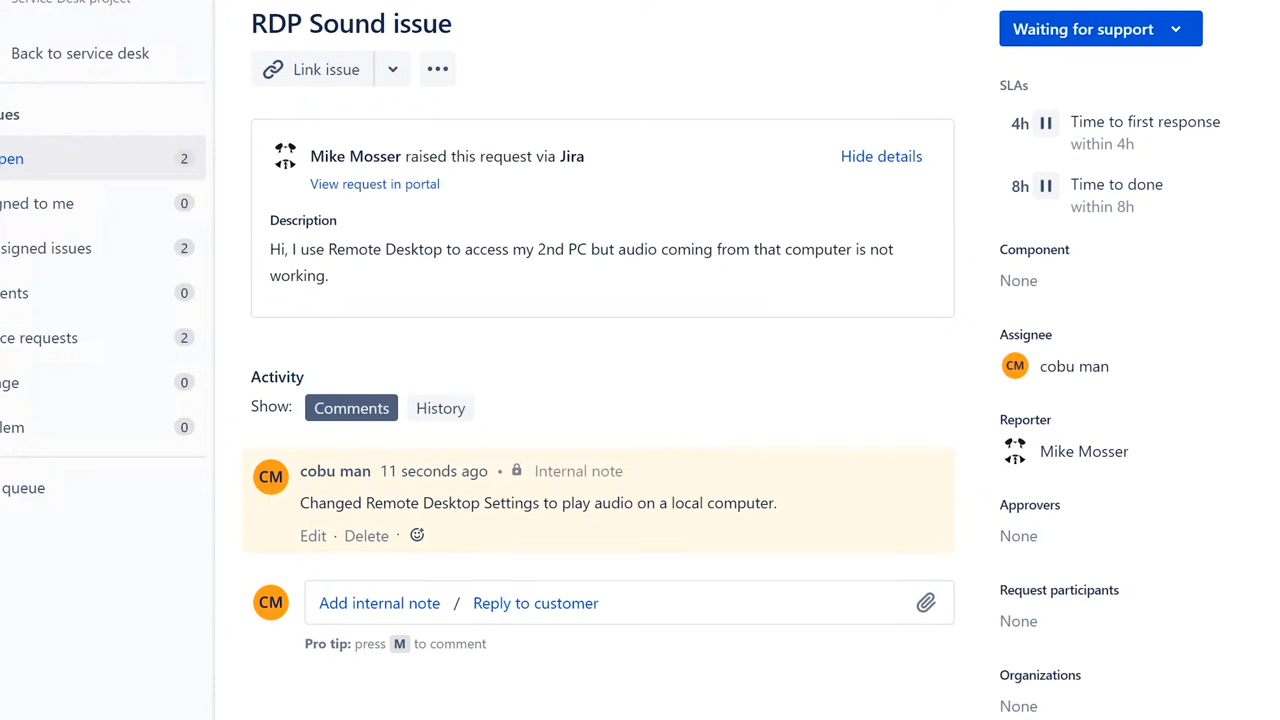 Service Desk project
Back to service desk
ues
pen 2
gned to me 0
signed issues 2
ents 0
ce requests 2
ge 0
lem 0
queue
RDP Sound issue
Link issue
Mike Mosser raised this request via Jira
Hide details
View request in portal
Description
Hi, I use Remote Desktop to access my 2nd PC but audio coming from that computer is not
working.
Activity
Show: Comments History
CM cobu man 11 seconds ago • Internal note
Changed Remote Desktop Settings to play audio on a local computer.
Edit · Delete ·
CM Add internal note / Reply to customer
Pro tip: press M to comment
Waiting for support
SLAs
4h Time to first response
within 4h
8h Time to done
within 8h
Component
None
Assignee
CM cobu man
Reporter
Mike Mosser
Approvers
None
Request participants
None
Organizations
None